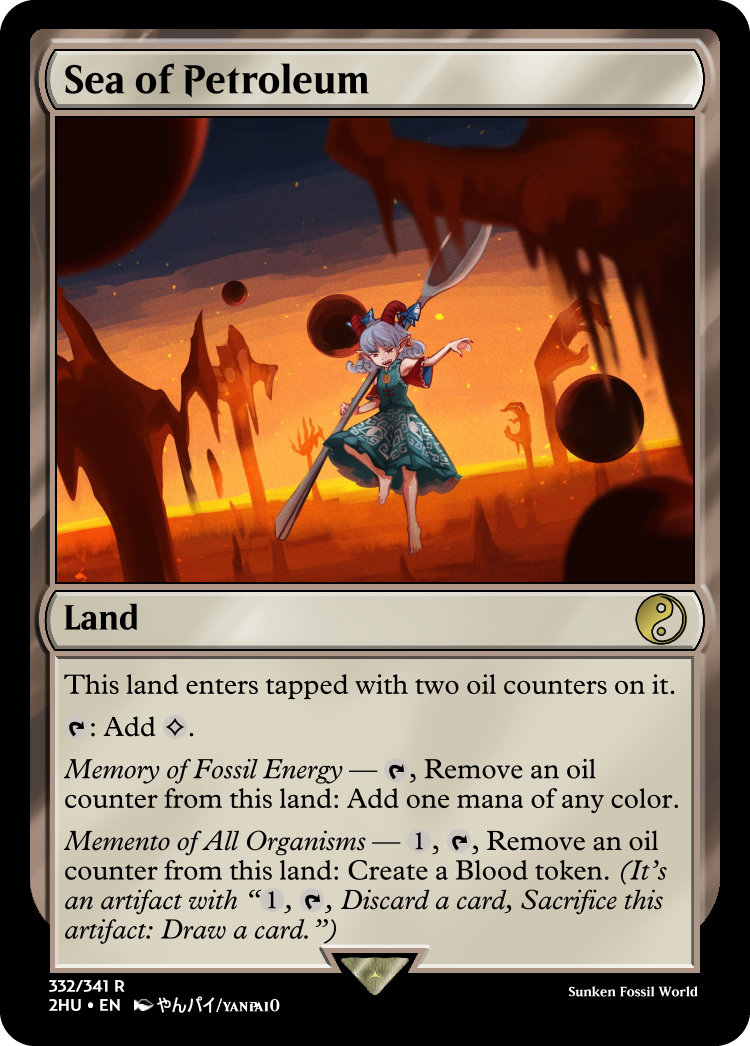 Sea of Petroleum
Land
This land enters tapped with two oil counters on it.
: Add .
Memory of Fossil Energy — , Remove an oil
counter from this land: Add one mana of any color.
Memento of All Organisms — 1, , Remove an oil
counter from this land: Create a Blood token. (It's
an artifact with “1, , Discard a card, Sacrifice this
artifact: Draw a card.”)
332/341 R
2HU • EN やんパイ/YANPAIO
Sunken Fossil World